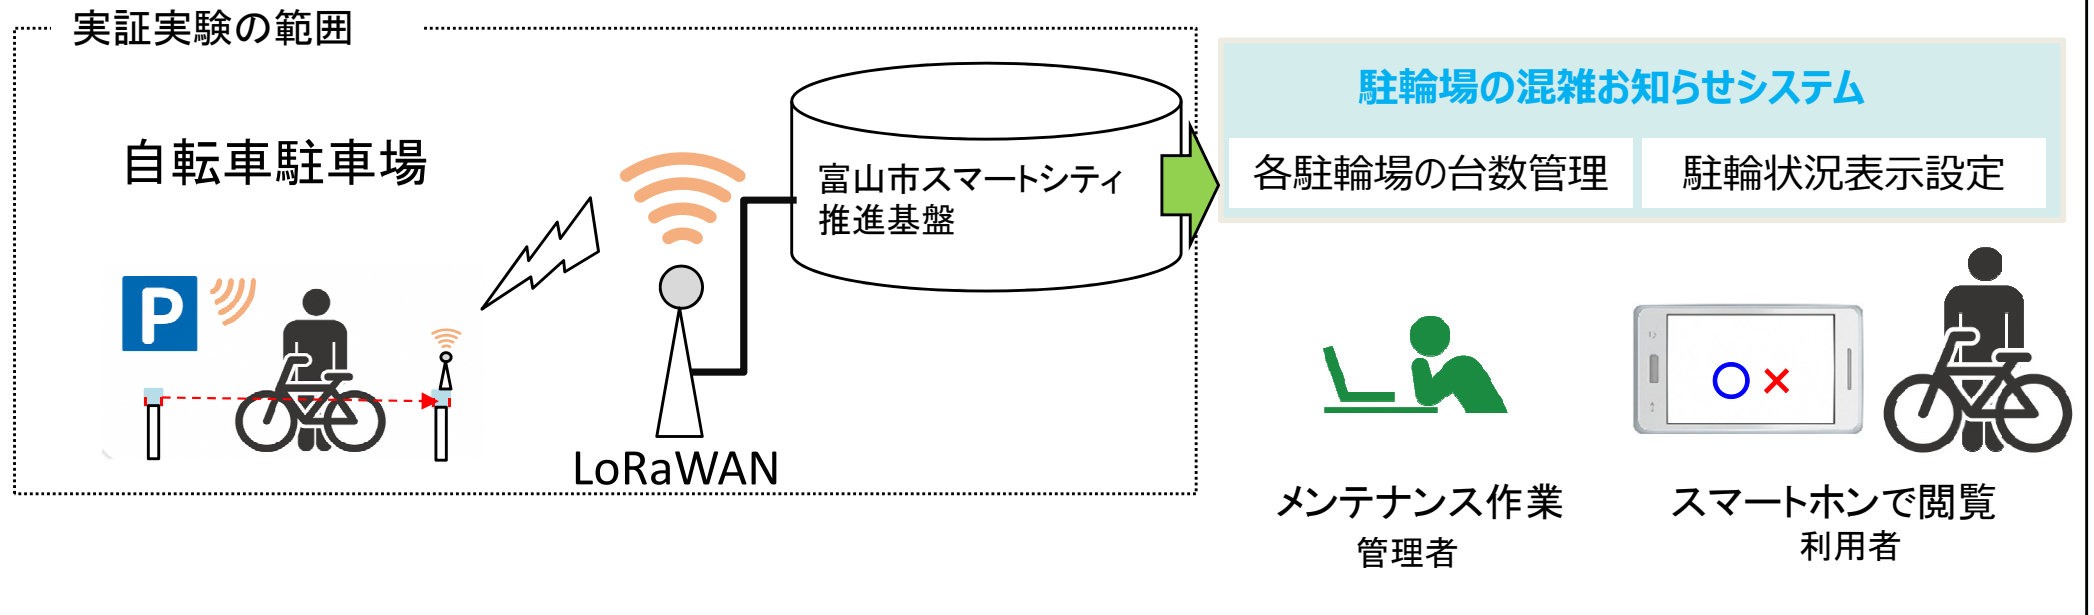 実証実験の範囲
自転車駐車場
P
LoRaWAN
富山市スマートシティ
推進基盤
駐輪場の混雑お知らせシステム
各駐輪場の台数管理
駐輪状況表示設定
○×
メンテナンス作業
管理者
スマートホンで閲覧
利用者